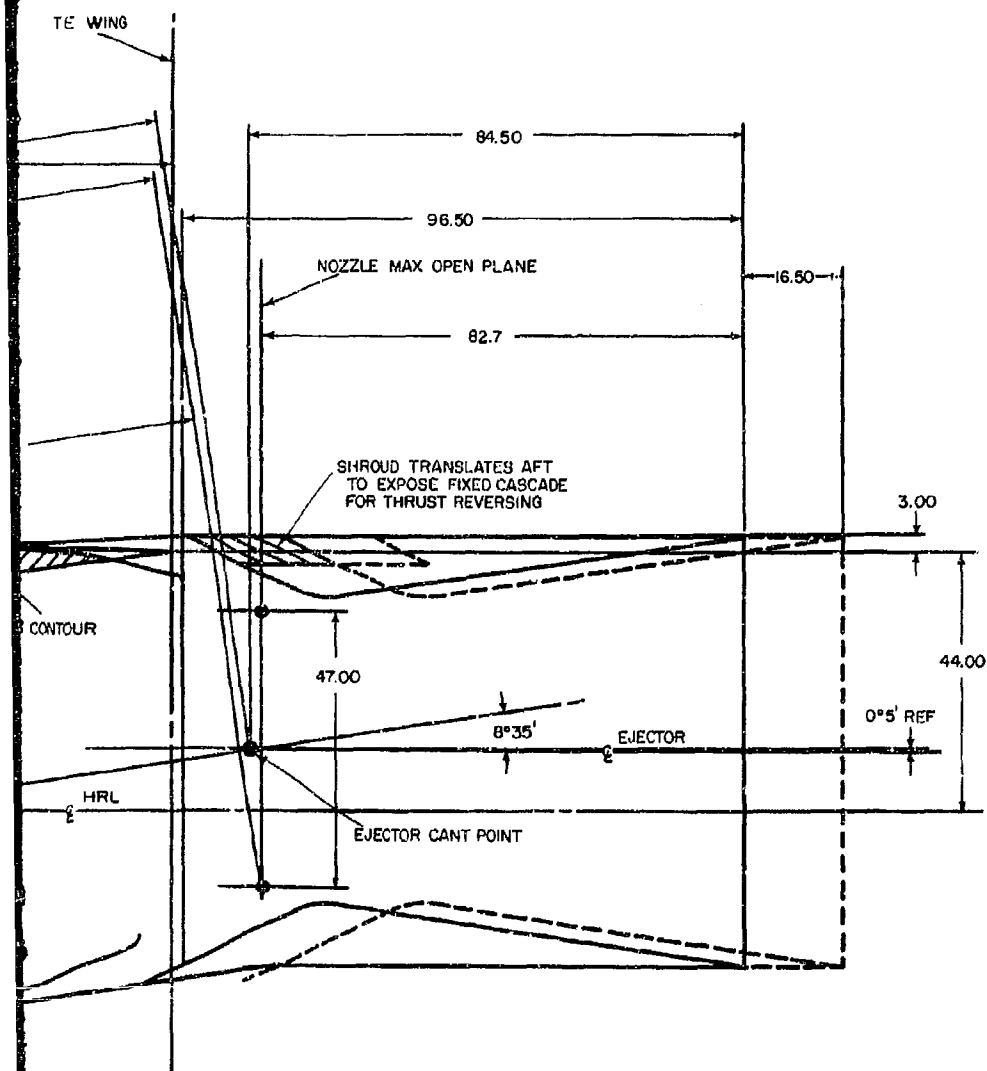 TE WING
84.50
96.50
NOZZLE MAX OPEN PLANE
16.50
82.7
SHROUD TRANSLATES AFT
TO EXPOSE FIXED CASCADE
FOR THRUST REVERSING
3.00
CONTOUR
47.00
44.00
8°35'
0°5' REF
EJECTOR
HRL
EJECTOR CANT POINT